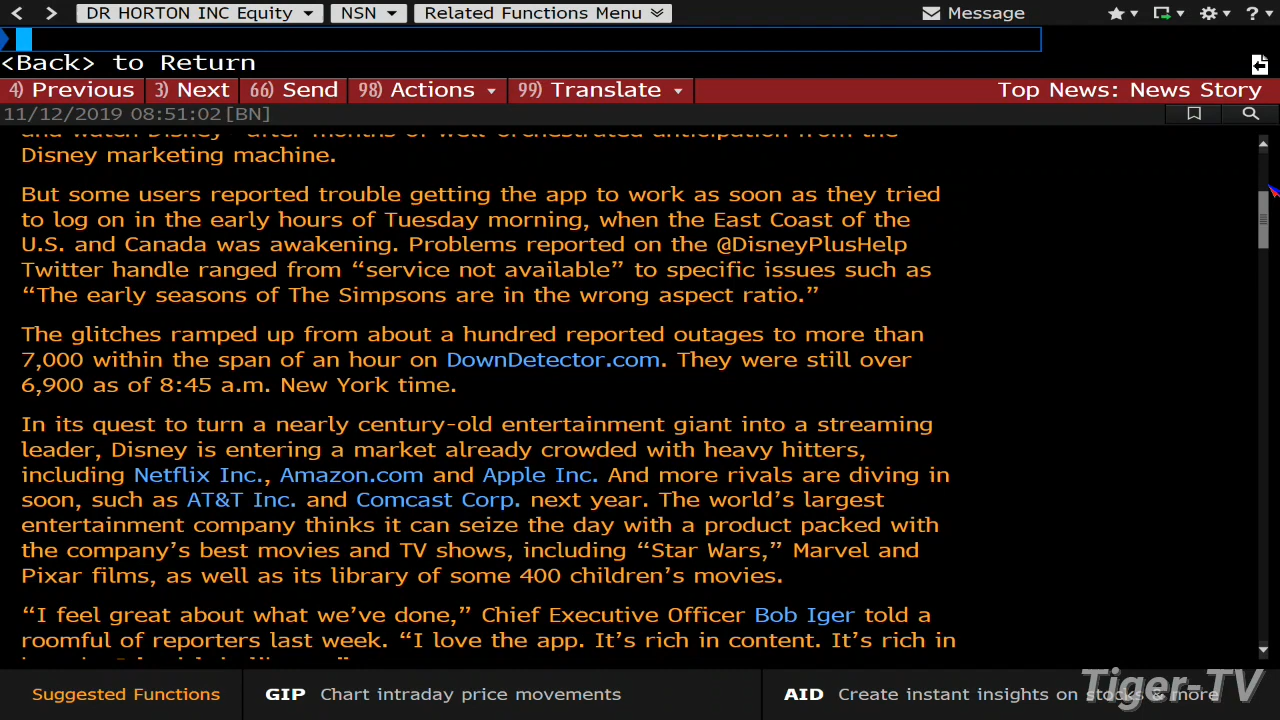 DR HORTON INC Equity NSN Related Functions Menu Message
<Back> to Return
4) Previous 3) Next 66) Send 98) Actions 99) Translate Top News: News Story
11/12/2019 08:51:02[BN]
and watch Disney after months of well-orchestrated anticipation from the
Disney marketing machine.
But some users reported trouble getting the app to work as soon as they tried
to log on in the early hours of Tuesday morning, when the East Coast of the
U.S. and Canada was awakening. Problems reported on the @DisneyPlusHelp
Twitter handle ranged from “service not available” to specific issues such as
“The early seasons of The Simpsons are in the wrong aspect ratio.”
The glitches ramped up from about a hundred reported outages to more than
7,000 within the span of an hour on DownDetector.com. They were still over
6,900 as of 8:45 a.m. New York time.
In its quest to turn a nearly century-old entertainment giant into a streaming
leader, Disney is entering a market already crowded with heavy hitters,
including Netflix Inc., Amazon.com and Apple Inc. And more rivals are diving in
soon, such as AT&T Inc. and Comcast Corp. next year. The world’s largest
entertainment company thinks it can seize the day with a product packed with
the company’s best movies and TV shows, including “Star Wars,” Marvel and
Pixar films, as well as its library of some 400 children’s movies.
“I feel great about what we’ve done,” Chief Executive Officer Bob Iger told a
roomful of reporters last week. “I love the app. It’s rich in content. It’s rich in
Suggested Functions GIP Chart intraday price movements AID Create instant insights on stocks & more
Tiger-TV